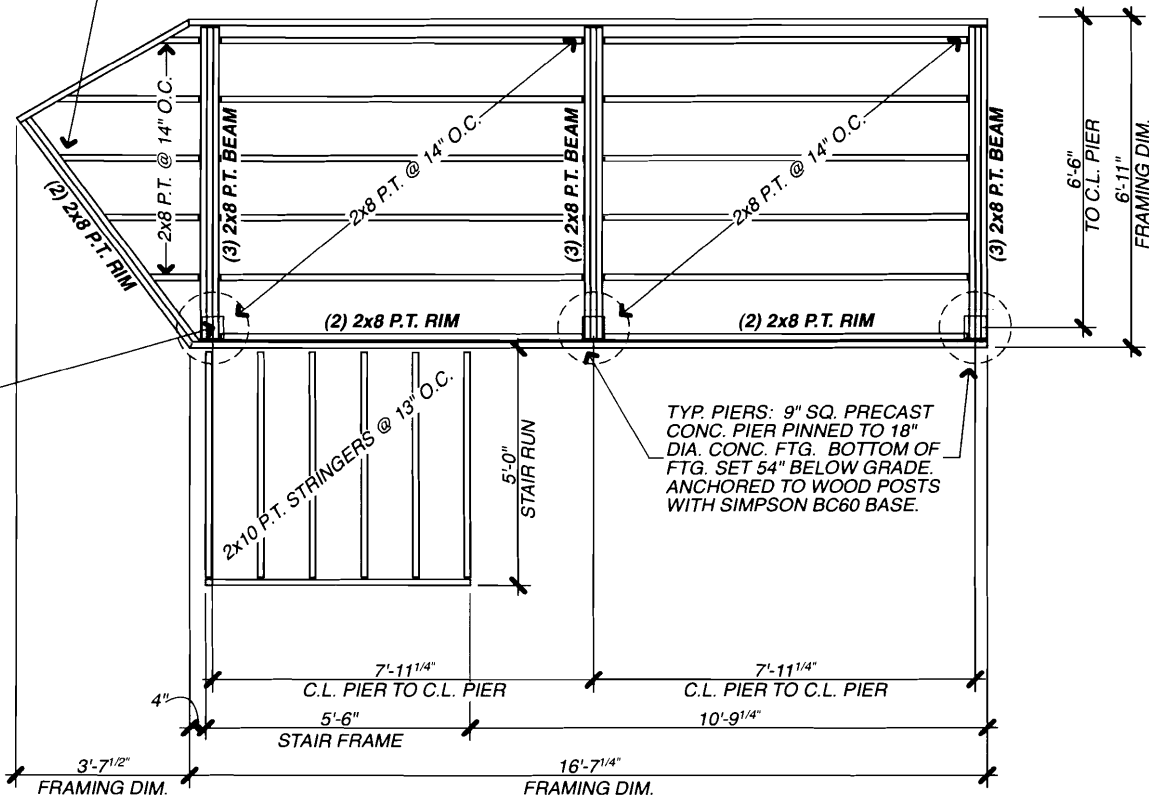 2x8 P.T. @ 14" O.C.
(3) 2x8 P.T. BEAM
2x8 P.T. @ 14" O.C.
(3) 2x8 P.T. BEAM
2x8 P.T. @ 14" O.C.
(3) 2x8 P.T. BEAM
6'-6"
TO C.L. PIER
6'-11"
FRAMING DIM.
(2) 2x8 P.T. RIM
(2) 2x8 P.T. RIM
(2) 2x8 P.T. RIM
2x10 P.T. STRINGERS @ 13" O.C.
5'-0"
STAIR RUN
TYP. PIERS: 9" SQ. PRECAST
CONC. PIER PINNED TO 18"
DIA. CONC. FTG. BOTTOM OF
FTG. SET 54" BELOW GRADE.
ANCHORED TO WOOD POSTS
WITH SIMPSON BC60 BASE.
7'-11 1/4"
C.L. PIER TO C.L. PIER
7'-11 1/4"
C.L. PIER TO C.L. PIER
4"
5'-6"
STAIR FRAME
10'-9 1/4"
3'-7 1/2"
FRAMING DIM.
16'-7 1/4"
FRAMING DIM.